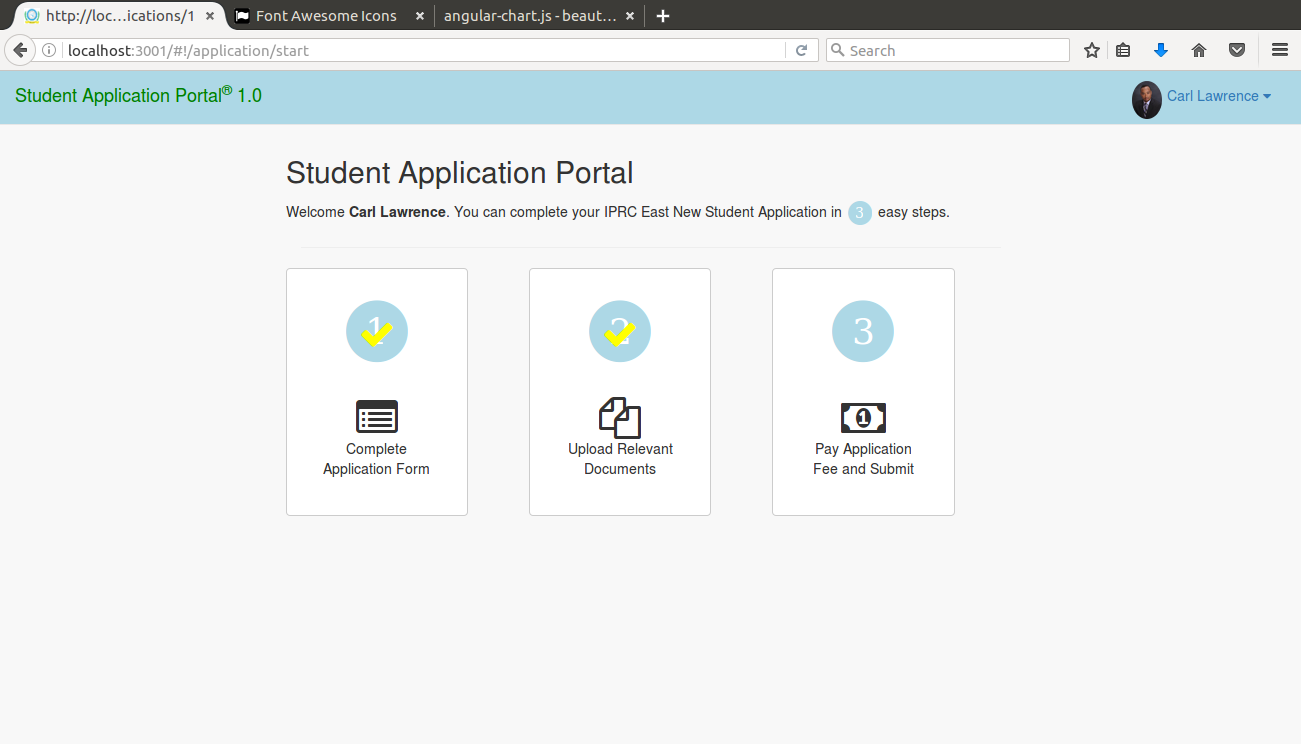 http://loc...ications/1
Font Awesome Icons
angular-chart.js - beaut...
localhost:3001/#!/application/start
Search
Student Application Portal® 1.0
Carl Lawrence
Student Application Portal
Welcome Carl Lawrence. You can complete your IPRC East New Student Application in 3 easy steps.
1
2
3
1
Complete
Application Form
Upload Relevant
Documents
Pay Application
Fee and Submit